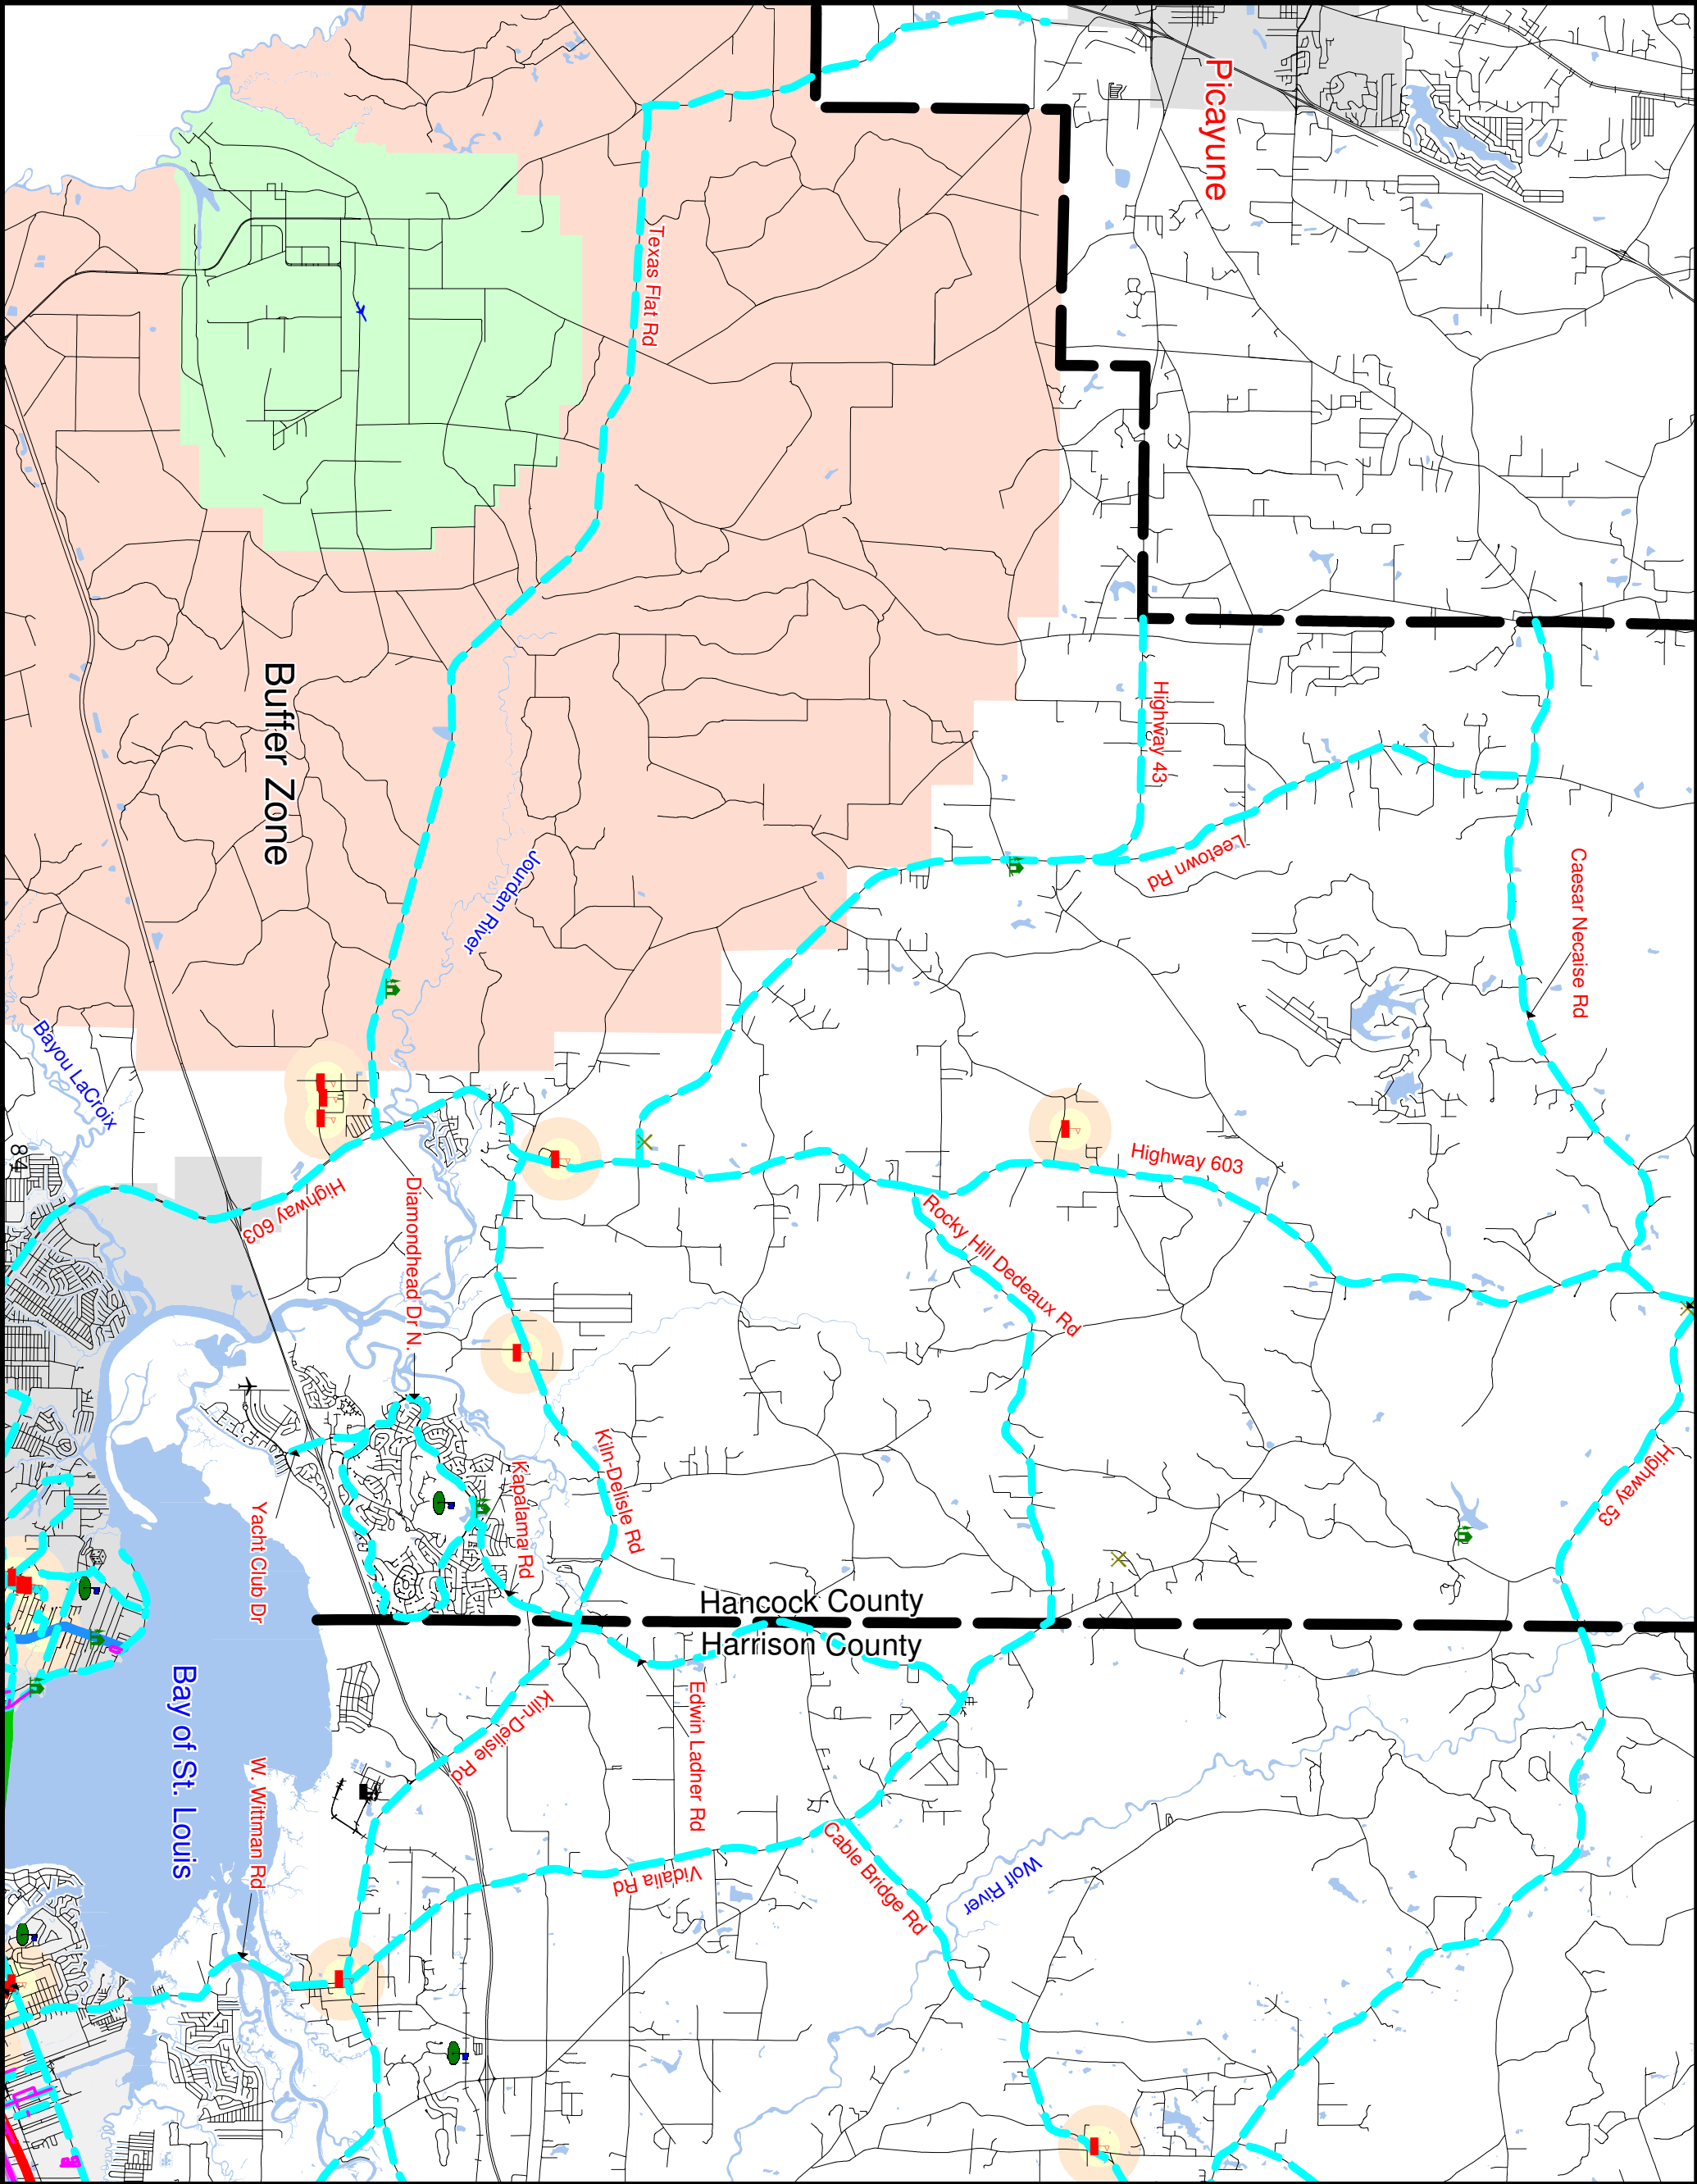 Picayune
Texas Flat Rd
Buffer Zone
Highway 43
Leetown Rd
Caesar Necaise Rd
Jourdan River
Bayou LaCroix
84
Highway 603
Highway 603
Diamondhead Dr N.
Rocky Hill Dedeaux Rd
Kiln-Delisle Rd
Kapalama Rd
Yacht Club Dr
Highway 53
Hancock County
Harrison County
Bay of St. Louis
W. Wittman Rd
Kiln-Delisle Rd
Edwin Ladner Rd
Vidalia Rd
Cable Bridge Rd
Wolf River